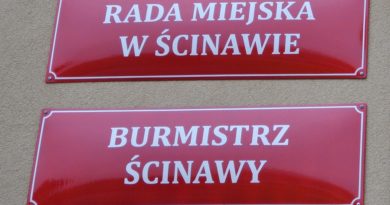 RADA MIEJSKA
W ŚCINAWIE
BURMISTRZ
ŚCINAWY